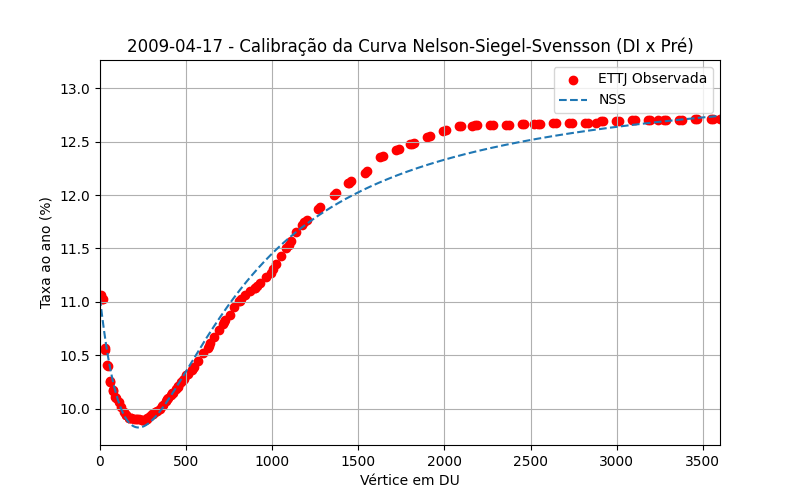 2009-04-17 - Calibração da Curva Nelson-Siegel-Svensson (DI x Pré)
ETTJ Observada
NSS
Taxa ao ano (%)
13.0
12.5
12.0
11.5
11.0
10.5
10.0
0 500 1000 1500 2000 2500 3000 3500
Vértice em DU